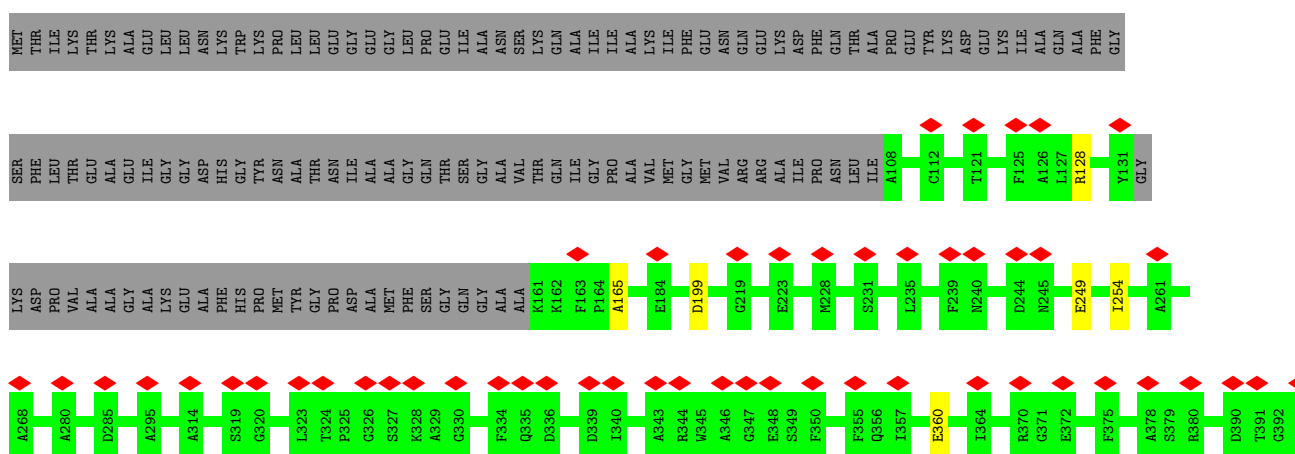 MET THR ILE LYS THR LYS ALA GLU LEU LEU ASN LYS TRP LYS PRO LEU LEU GLU GLY GLU GLY LEU PRO GLU ILE ALA ASN SER LYS GLN ALA ILE ILE ALA LYS ILE PHE GLU ASN GLN GLU LYS ASP PHE GLN THR ALA PRO GLU TYR LYS ASP GLU LYS ILE ALA GLN ALA PHE GLY
SER PHE LEU THR GLU ALA GLU ILE GLY GLY ASP HIS GLY TYR ASN ALA THR ASN ILE ALA ALA GLY GLN THR SER GLY ALA VAL THR GLN ILE GLY PRO ALA VAL MET GLY MET VAL ARG ARG ALA ILE PRO ASN LEU ILE A108 C112 T121 F125 A126 L127 R128 Y131 GLY
LYS ASP PRO VAL ALA ALA GLY ALA LYS GLU ALA PHE HIS PRO MET TYR GLY PRO ASP ALA MET PHE SER GLY GLN GLY ALA ALA K161 K162 F163 P164 A165 E184 D199 G219 E223 M228 S231 L235 F239 N240 D244 N245 E249 I254 A261
A268 A280 D285 A295 A314 S319 G320 L323 T324 P325 G326 S327 K328 A329 G330 F334 Q335 D336 D339 I340 A343 R344 W345 A346 G347 E348 S349 F350 F355 Q356 I357 E360 I364 R370 G371 E372 F375 A378 S379 R380 D390 T391 G392